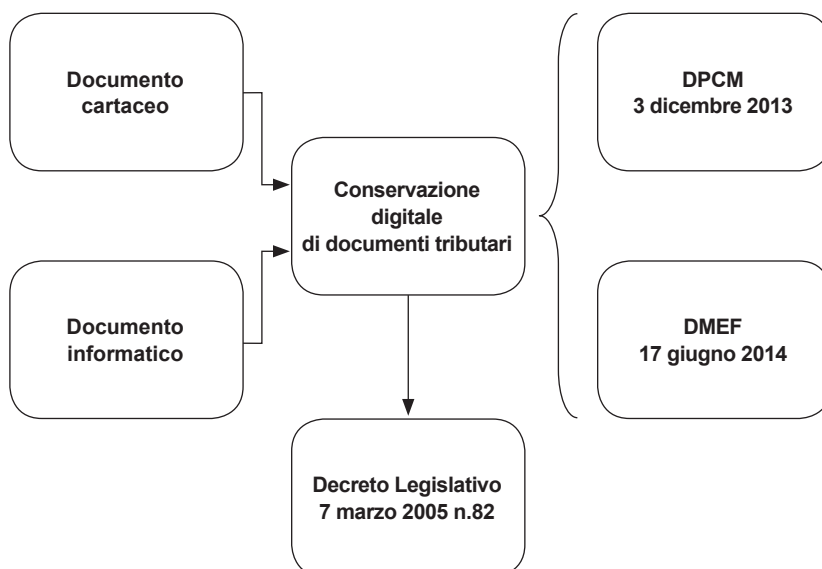 Documento
cartaceo
DPCM
3 dicembre 2013
Conservazione
digitale
di documenti tributari
Documento
informatico
DMEF
17 giugno 2014
Decreto Legislativo
7 marzo 2005 n.82